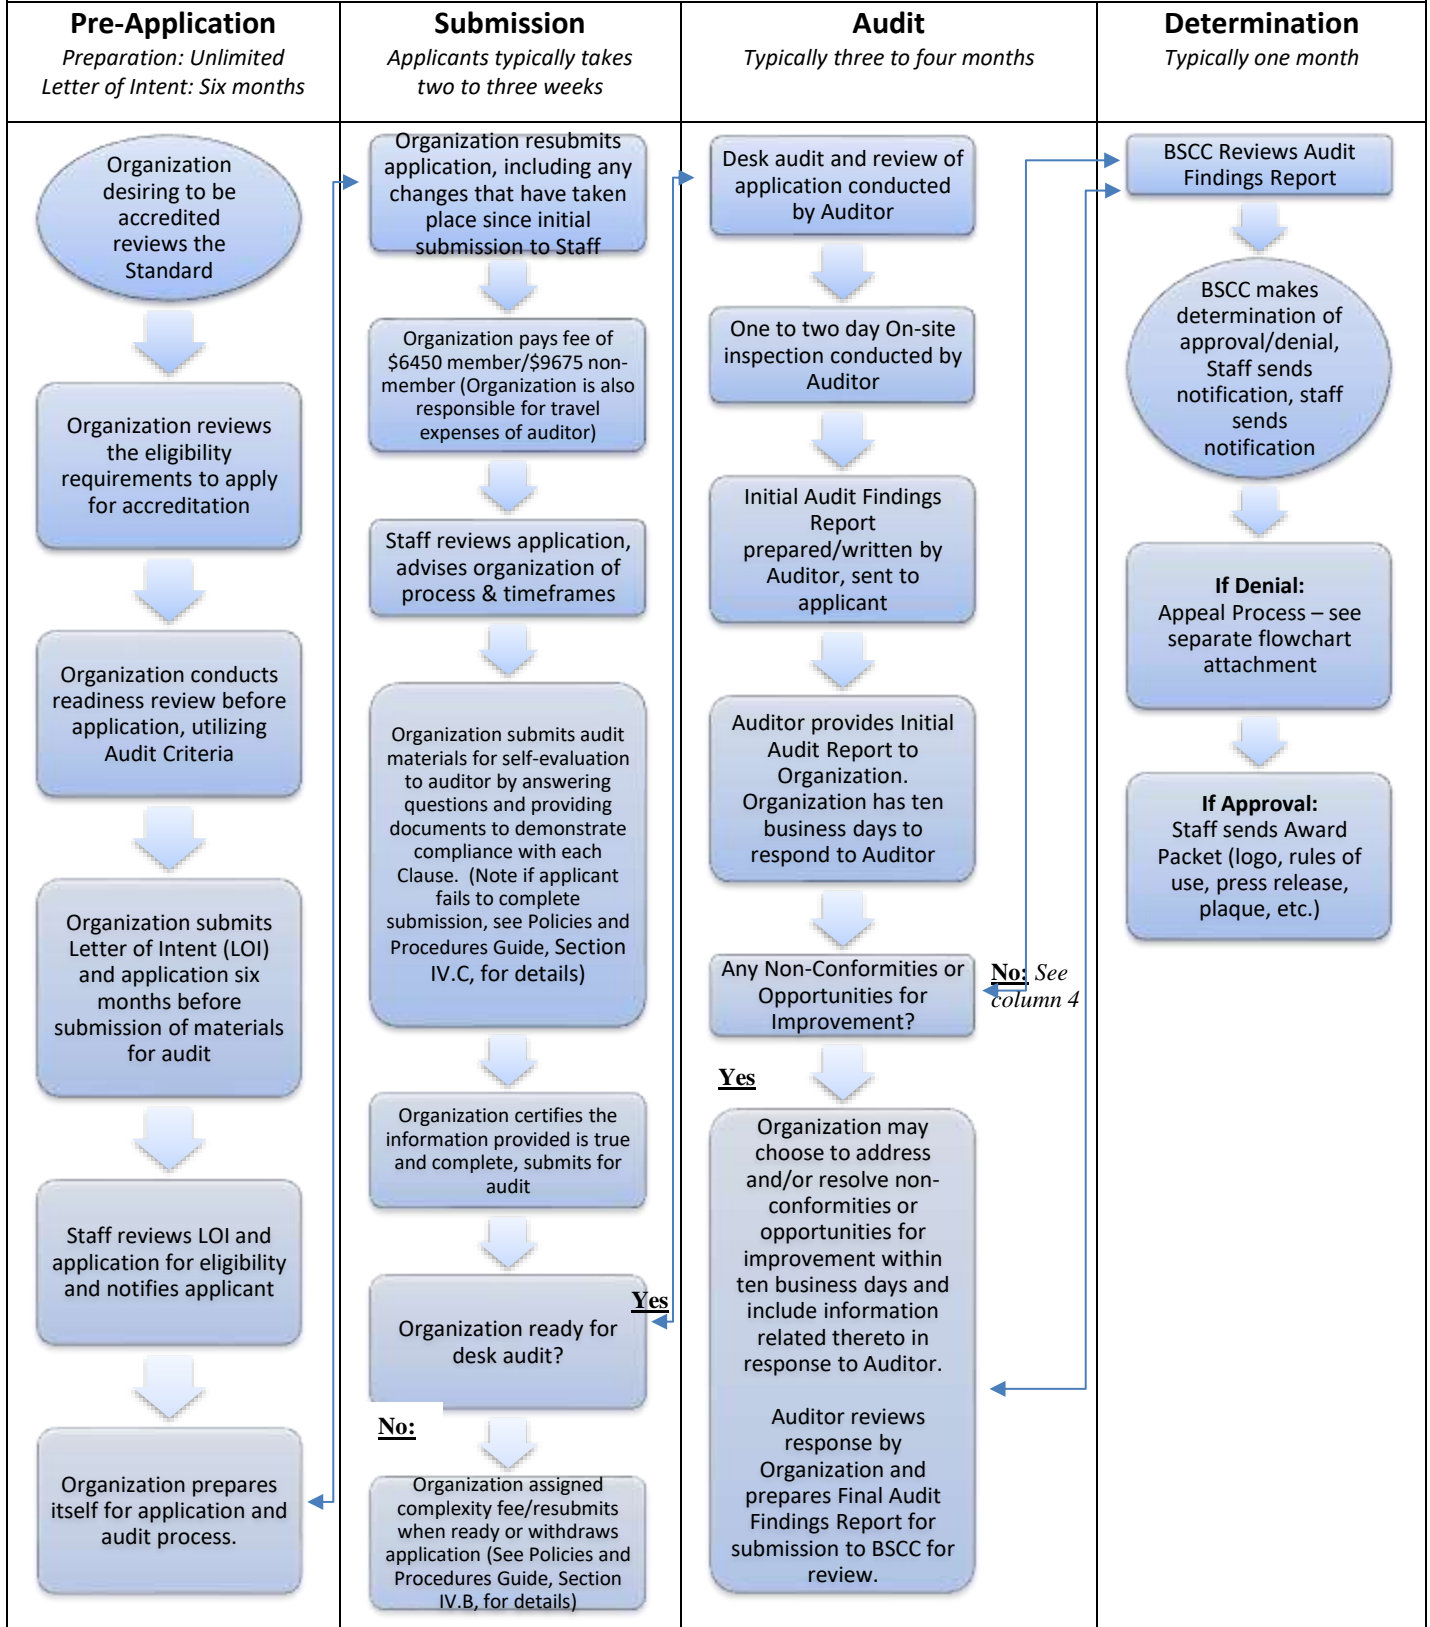 Pre-Application
Preparation: Unlimited
Letter of Intent: Six months
Submission
Applicants typically takes
two to three weeks
Audit
Typically three to four months
Determination
Typically one month
Organization
desiring to be
accredited
reviews the
Standard
Organization reviews
the eligibility
requirements to apply
for accreditation
Organization conducts
readiness review before
application, utilizing
Audit Criteria
Organization submits
Letter of Intent (LOI)
and application six
months before
submission of materials
for audit
Staff reviews LOI and
application for eligibility
and notifies applicant
Organization prepares
itself for application and
audit process.
Organization resubmits
application, including any
changes that have taken
place since initial
submission to Staff
Organization pays fee of
$6450 member/$9675 non-
member (Organization is also
responsible for travel
expenses of auditor)
Staff reviews application,
advises organization of
process & timeframes
Organization submits audit
materials for self-evaluation
to auditor by answering
questions and providing
documents to demonstrate
compliance with each
Clause. (Note if applicant
fails to complete
submission, see Policies and
Procedures Guide, Section
IV.C, for details)
Organization certifies the
information provided is true
and complete, submits for
audit
Organization ready for
desk audit?
Yes
No:
Organization assigned
complexity fee/resubmits
when ready or withdraws
application (See Policies and
Procedures Guide, Section
IV.B, for details)
Desk audit and review of
application conducted
by Auditor
One to two day On-site
inspection conducted by
Auditor
Initial Audit Findings
Report
prepared/written by
Auditor, sent to
applicant
Auditor provides Initial
Audit Report to
Organization.
Organization has ten
business days to
respond to Auditor
Any Non-Conformities or
Opportunities for
Improvement?
No: See
column 4
Yes
Organization may
choose to address
and/or resolve non-
conformities or
opportunities for
improvement within
ten business days and
include information
related thereto in
response to Auditor.
Auditor reviews
response by
Organization and
prepares Final Audit
Findings Report for
submission to BSCC for
review.
BSCC Reviews Audit
Findings Report
BSCC makes
determination of
approval/denial,
Staff sends
notification, staff
sends
notification
If Denial:
Appeal Process – see
separate flowchart
attachment
If Approval:
Staff sends Award
Packet (logo, rules of
use, press release,
plaque, etc.)